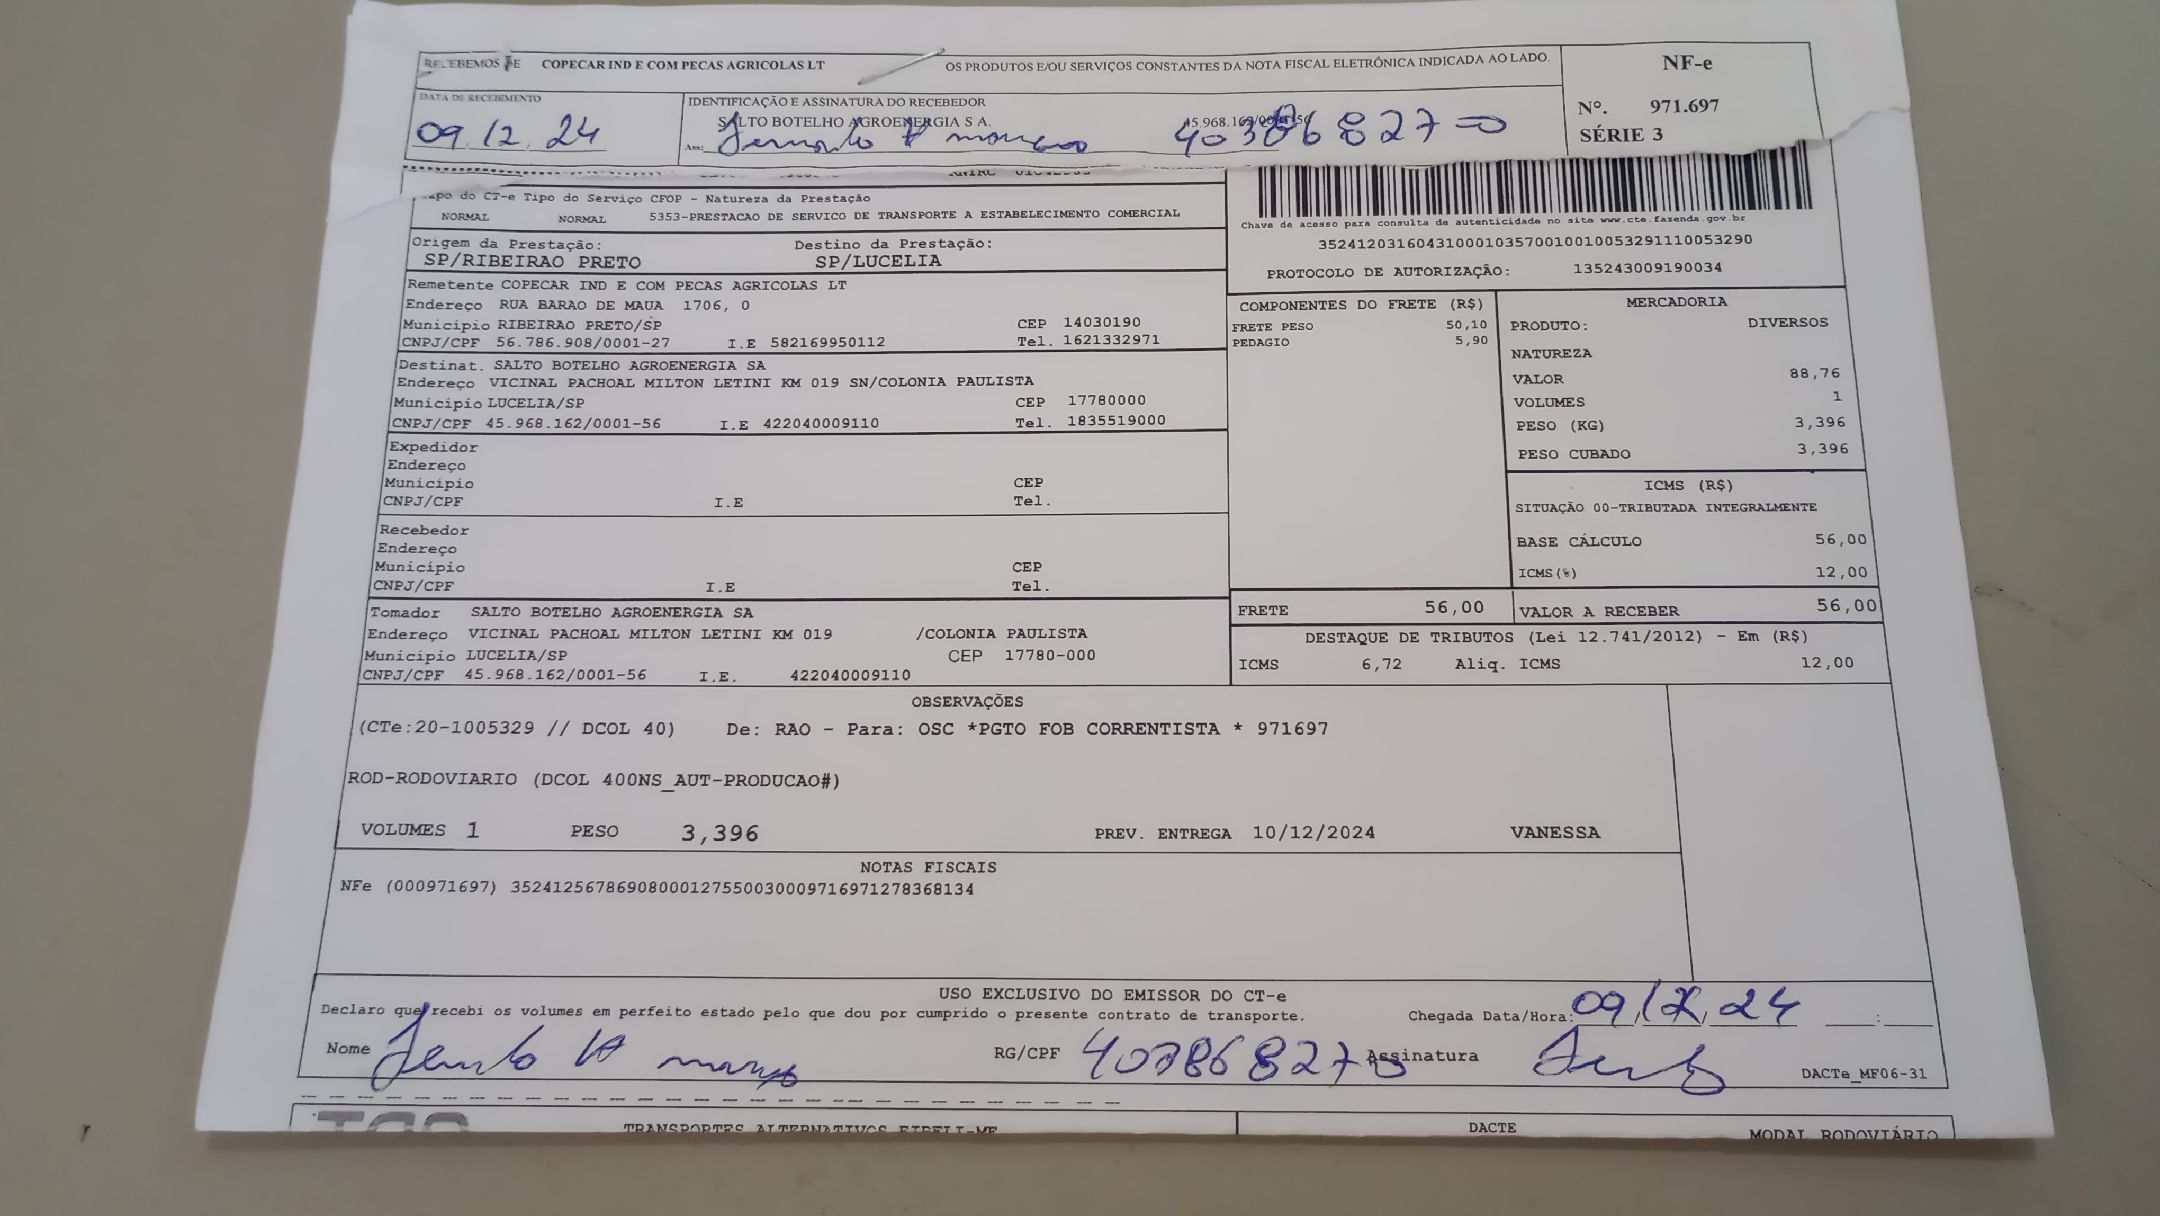 RECEBEMOS DE COPECAR IND E COM PECAS AGRICOLAS LT OS PRODUTOS E/OU SERVIÇOS CONSTANTES DA NOTA FISCAL ELETRÔNICA INDICADA AO LADO.
NF-e
Nº. 971.697
SÉRIE 3
DATA DE RECEBIMENTO
09 12 24
IDENTIFICAÇÃO E ASSINATURA DO RECEBEDOR
SALTO BOTELHO AGROENERGIA S A.
Ass:
Tipo do CT-e Tipo do Serviço CFOP - Natureza da Prestação
NORMAL NORMAL 5353-PRESTACAO DE SERVICO DE TRANSPORTE A ESTABELECIMENTO COMERCIAL
Chave de acesso para consulta de autenticidade no site www.cte.fazenda.gov.br
35241203160431000103570010010053291110053290
PROTOCOLO DE AUTORIZAÇÃO: 135243009190034
Origem da Prestação: Destino da Prestação:
SP/RIBEIRAO PRETO SP/LUCELIA
Remetente COPECAR IND E COM PECAS AGRICOLAS LT
Endereço RUA BARAO DE MAUA 1706, 0
Município RIBEIRAO PRETO/SP CEP 14030190
CNPJ/CPF 56.786.908/0001-27 I.E 582169950112 Tel. 1621332971
Destinat. SALTO BOTELHO AGROENERGIA SA
Endereço VICINAL PACHOAL MILTON LETINI KM 019 SN/COLONIA PAULISTA
Município LUCELIA/SP CEP 17780000
CNPJ/CPF 45.968.162/0001-56 I.E 422040009110 Tel. 1835519000
Expedidor
Endereço
Município CEP
CNPJ/CPF I.E Tel.
Recebedor
Endereço
Município CEP
CNPJ/CPF I.E Tel.
Tomador SALTO BOTELHO AGROENERGIA SA
Endereço VICINAL PACHOAL MILTON LETINI KM 019 /COLONIA PAULISTA
Município LUCELIA/SP CEP 17780-000
CNPJ/CPF 45.968.162/0001-56 I.E. 422040009110
COMPONENTES DO FRETE (R$)
FRETE PESO 50,10
PEDAGIO 5,90
MERCADORIA
PRODUTO: DIVERSOS
NATUREZA
VALOR 88,76
VOLUMES 1
PESO (KG) 3,396
PESO CUBADO 3,396
ICMS (R$)
SITUAÇÃO 00-TRIBUTADA INTEGRALMENTE
BASE CÁLCULO 56,00
ICMS(%) 12,00
FRETE 56,00 VALOR A RECEBER 56,00
DESTAQUE DE TRIBUTOS (Lei 12.741/2012) - Em (R$)
ICMS 6,72 Aliq. ICMS 12,00
OBSERVAÇÕES
(CTe:20-1005329 // DCOL 40) De: RAO - Para: OSC *PGTO FOB CORRENTISTA * 971697
ROD-RODOVIARIO (DCOL 400NS_AUT-PRODUCAO#)
VOLUMES 1 PESO 3,396 PREV. ENTREGA 10/12/2024 VANESSA
NOTAS FISCAIS
NFe (000971697) 35241256786908000127550030009716971278368134
USO EXCLUSIVO DO EMISSOR DO CT-e
Declaro que recebi os volumes em perfeito estado pelo que dou por cumprido o presente contrato de transporte.
Chegada Data/Hora: 09/12/24 :
Nome RG/CPF Assinatura
DACTe_MF06-31
TRANSPORTES ALTERNATIVOS EIRELI-ME DACTE MODAL RODOVIÁRIO